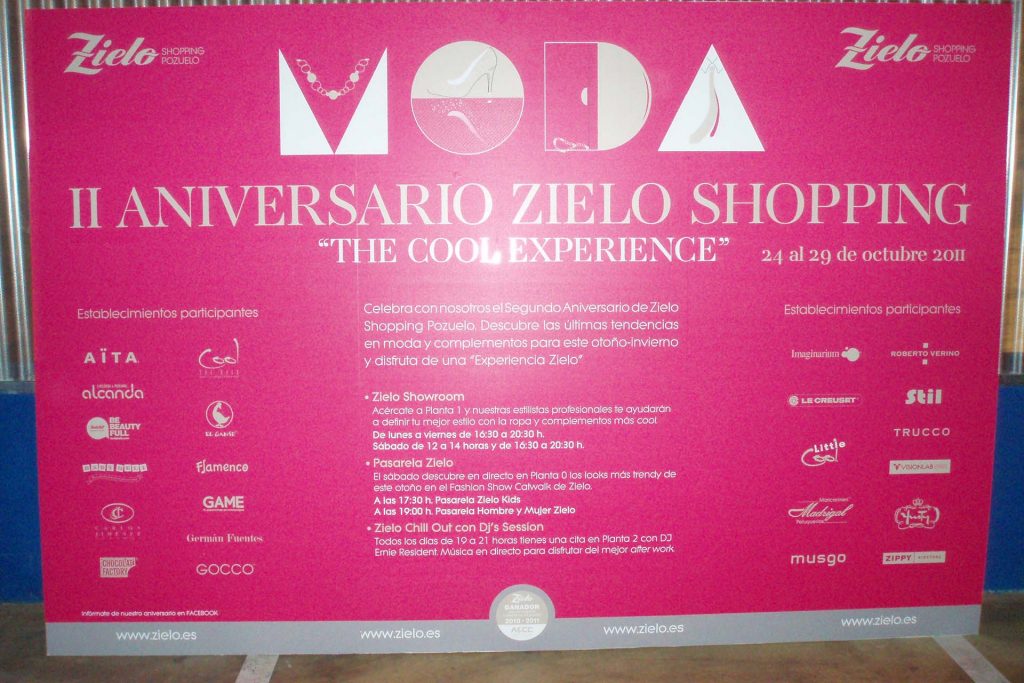 Zielo SHOPPING POZUELO
MODA
Zielo SHOPPING POZUELO
II ANIVERSARIO ZIELO SHOPPING
“THE COOL EXPERIENCE”
24 al 29 de octubre 2011
Establecimientos participantes
AÏTA
Cool
alcanda
BE BEAUTY FULL
EL GANSO
Flamenco
CARLOS
GAME
Germán Fuentes
CHOCOLATE FACTORY
GOCCO
Infórmate de nuestro aniversario en FACEBOOK
Celebra con nosotros el Segundo Aniversario de Zielo
Shopping Pozuelo. Descubre las últimas tendencias
en moda y complementos para este otoño-invierno
y disfruta de una “Experiencia Zielo”
• Zielo Showroom
Acércate a Planta 1 y nuestras estilistas profesionales te ayudarán
a definir tu mejor estilo con la ropa y complementos más cool.
De lunes a viernes de 16:30 a 20:30 h.
Sábado de 12 a 14 horas y de 16:30 a 20:30 h.
• Pasarela Zielo
El sábado descubre en directo en Planta 0 los looks más trendy de
este otoño en el Fashion Show Catwalk de Zielo.
A las 17:30 h. Pasarela Zielo Kids
A las 19:00 h. Pasarela Hombre y Mujer Zielo
• Zielo Chill Out con Dj's Session
Todos los días de 19 a 21 horas tienes una cita en Planta 2 con DJ
Ernie Resident. Música en directo para disfrutar del mejor after work.
Establecimientos participantes
Imaginarium
ROBERTO VERINO
LE CREUSET
Stil
Little Cool
TRUCCO
VISIONLAB
Madrigal
Peluqueros
musgo
ZIPPY
www.zielo.es
www.zielo.es
Zielo
GANADOR
2010 - 2011
AECC
www.zielo.es
www.zielo.es